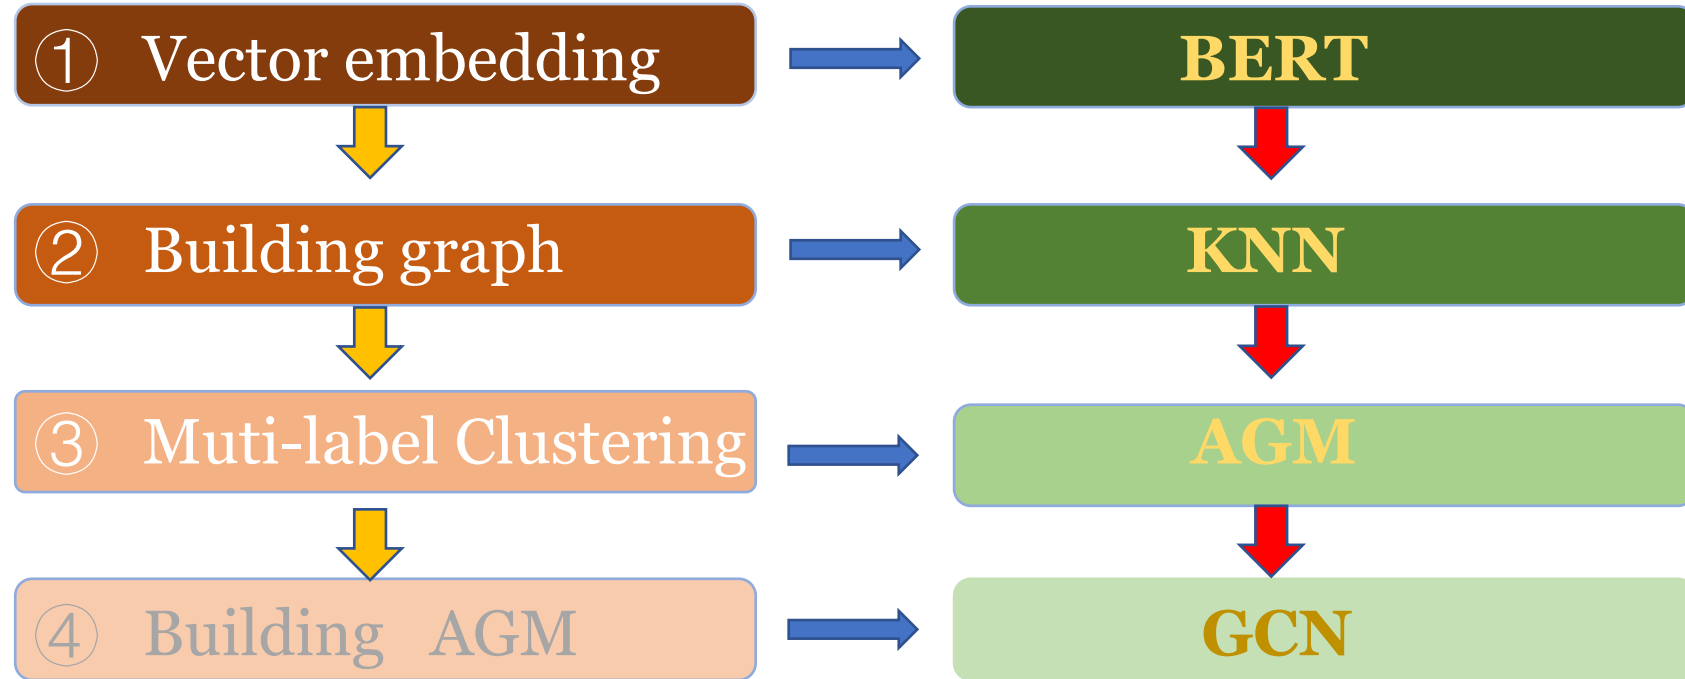 ① Vector embedding
BERT
② Building graph
KNN
③ Muti-label Clustering
AGM
④ Building AGM
GCN